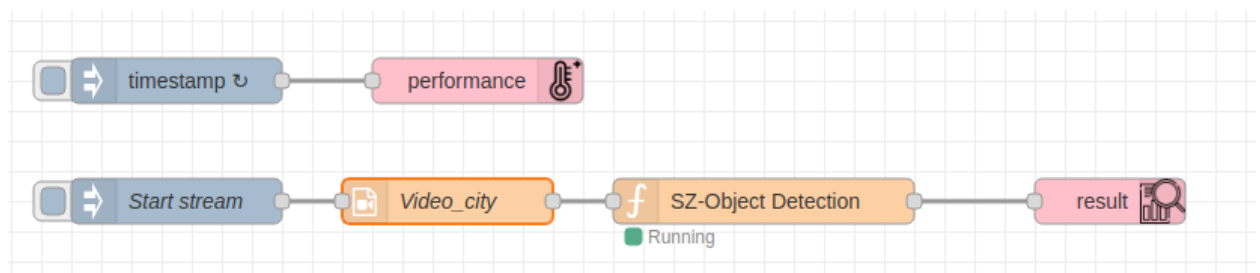 timestamp ↻
performance
Start stream
Video_city
SZ-Object Detection
result
Running